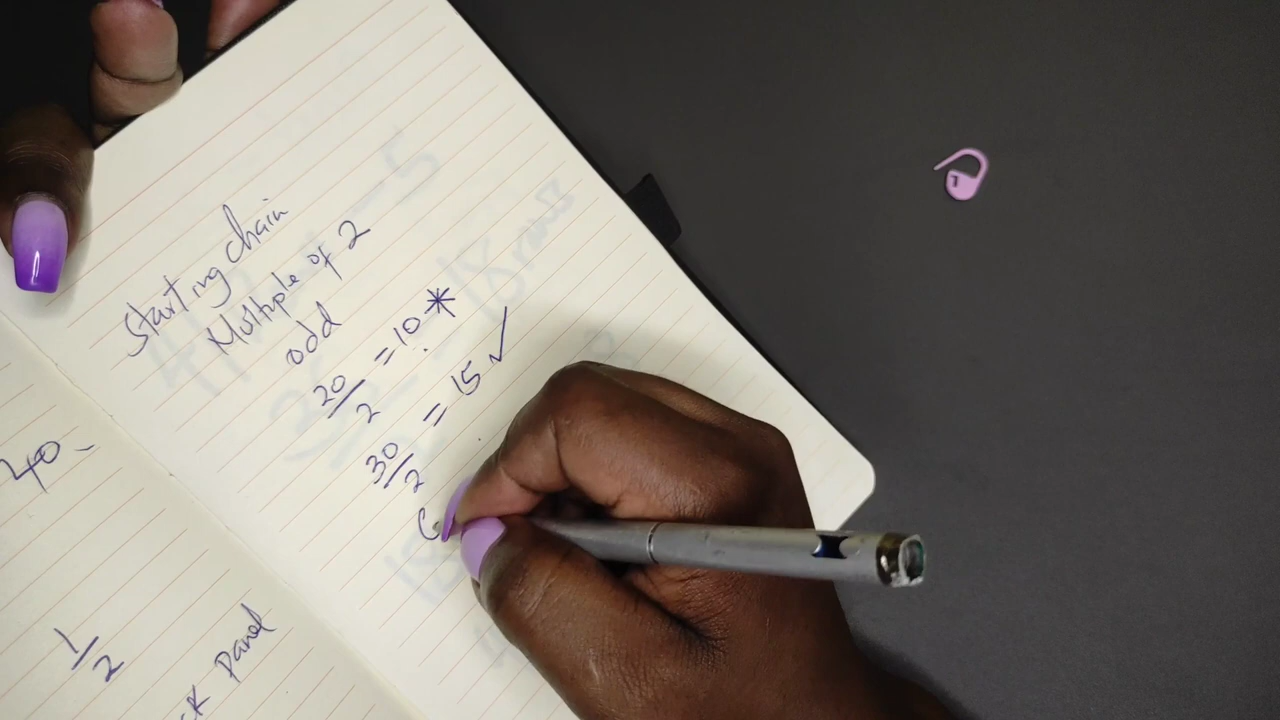 Starting chain
Multiple of 2
odd
20/2 = 10. *
30/2 = 15 ✓
C
40
1/2
panel